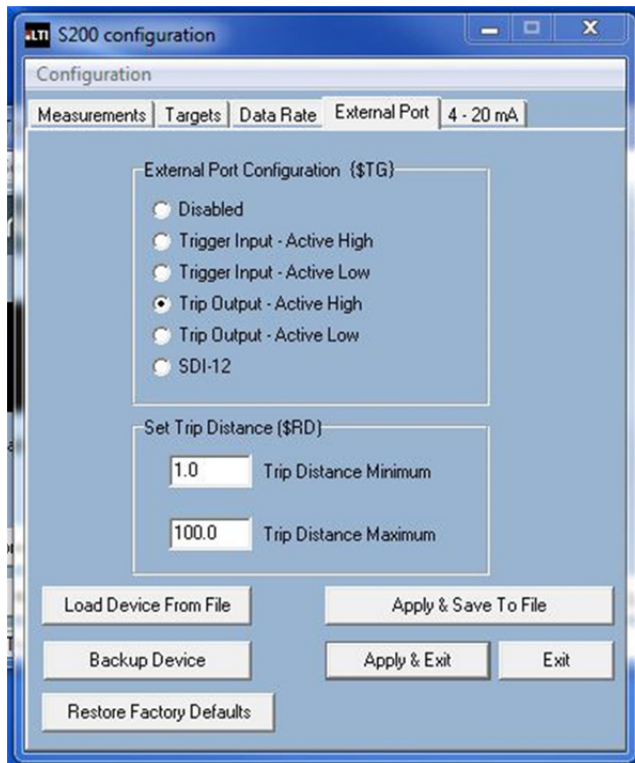 LTI S200 configuration
Configuration
Measurements Targets Data Rate External Port 4 - 20 mA
External Port Configuration {$TG}
Disabled
Trigger Input - Active High
Trigger Input - Active Low
Trip Output - Active High
Trip Output - Active Low
SDI-12
Set Trip Distance ($RD)
1.0 Trip Distance Minimum
100.0 Trip Distance Maximum
Load Device From File Apply & Save To File
Backup Device Apply & Exit Exit
Restore Factory Defaults